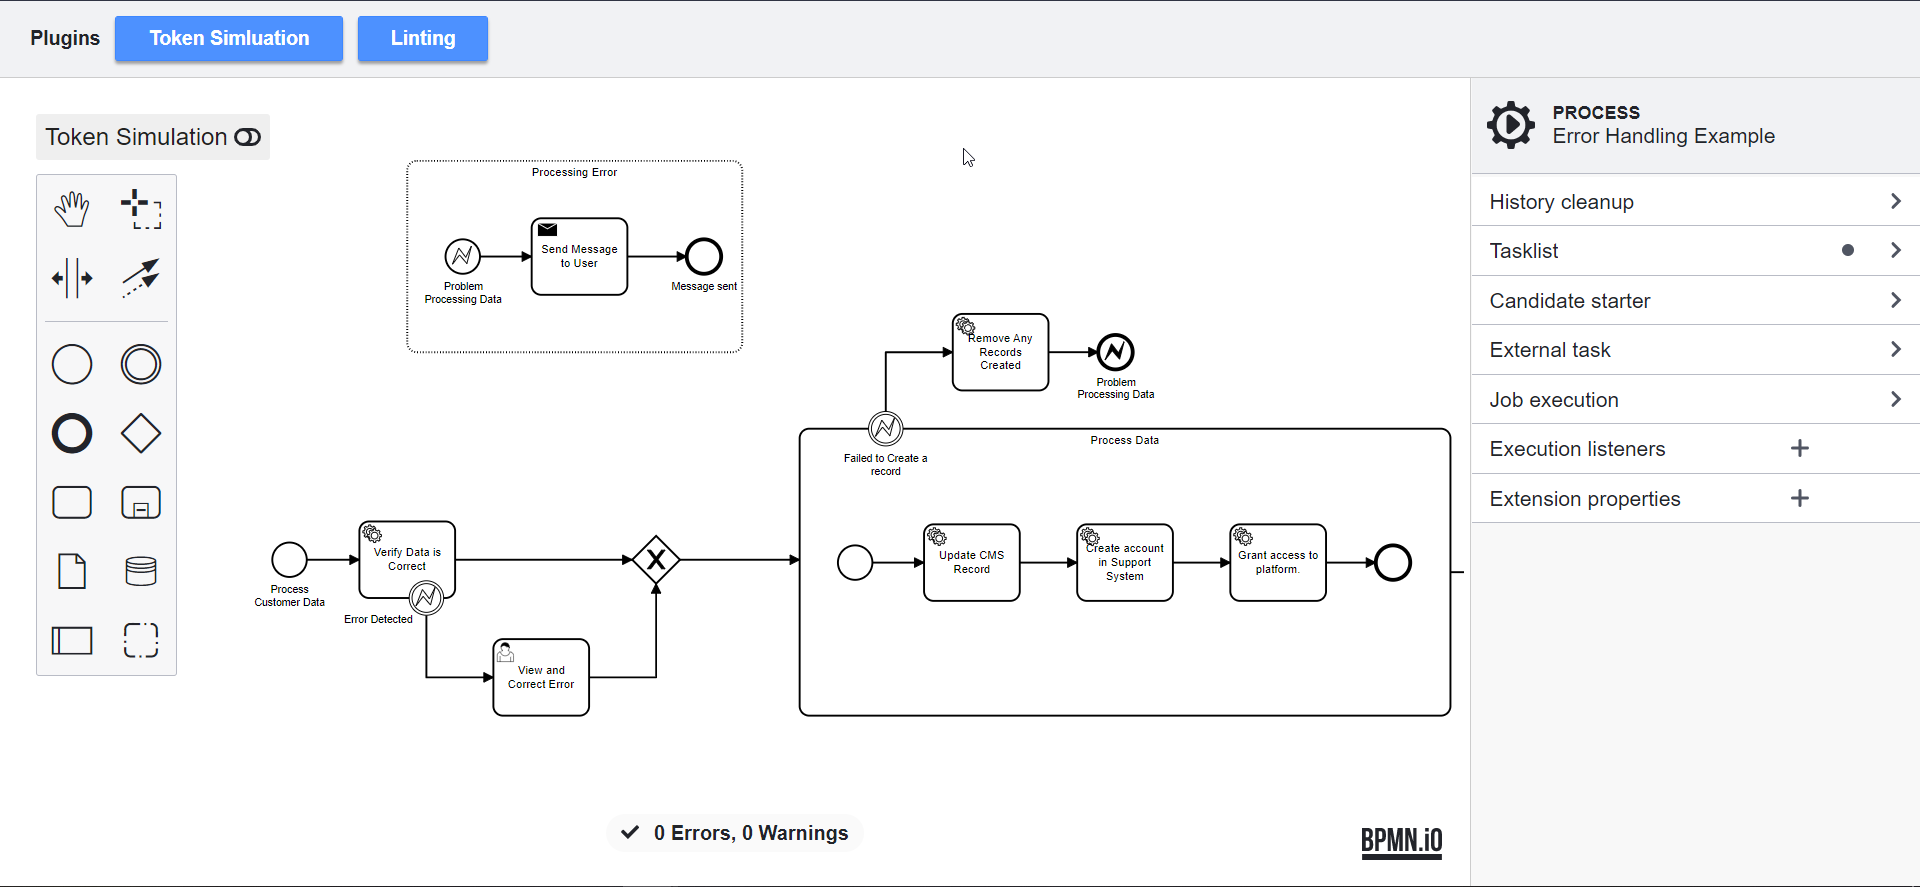 Plugins
Token Simluation
Linting
Token Simulation
PROCESS
Error Handling Example
History cleanup
Tasklist
Candidate starter
External task
Job execution
Execution listeners
Extension properties
Processing Error
Send Message
to User
Problem
Processing Data
Message sent
Remove Any
Records
Created
Problem
Processing Data
Process Data
Failed to Create a
record
Verify Data is
Correct
Process
Customer Data
Error Detected
View and
Correct Error
Update CMS
Record
Create account
in Support
System
Grant access to
platform.
0 Errors, 0 Warnings
BPMN.iO